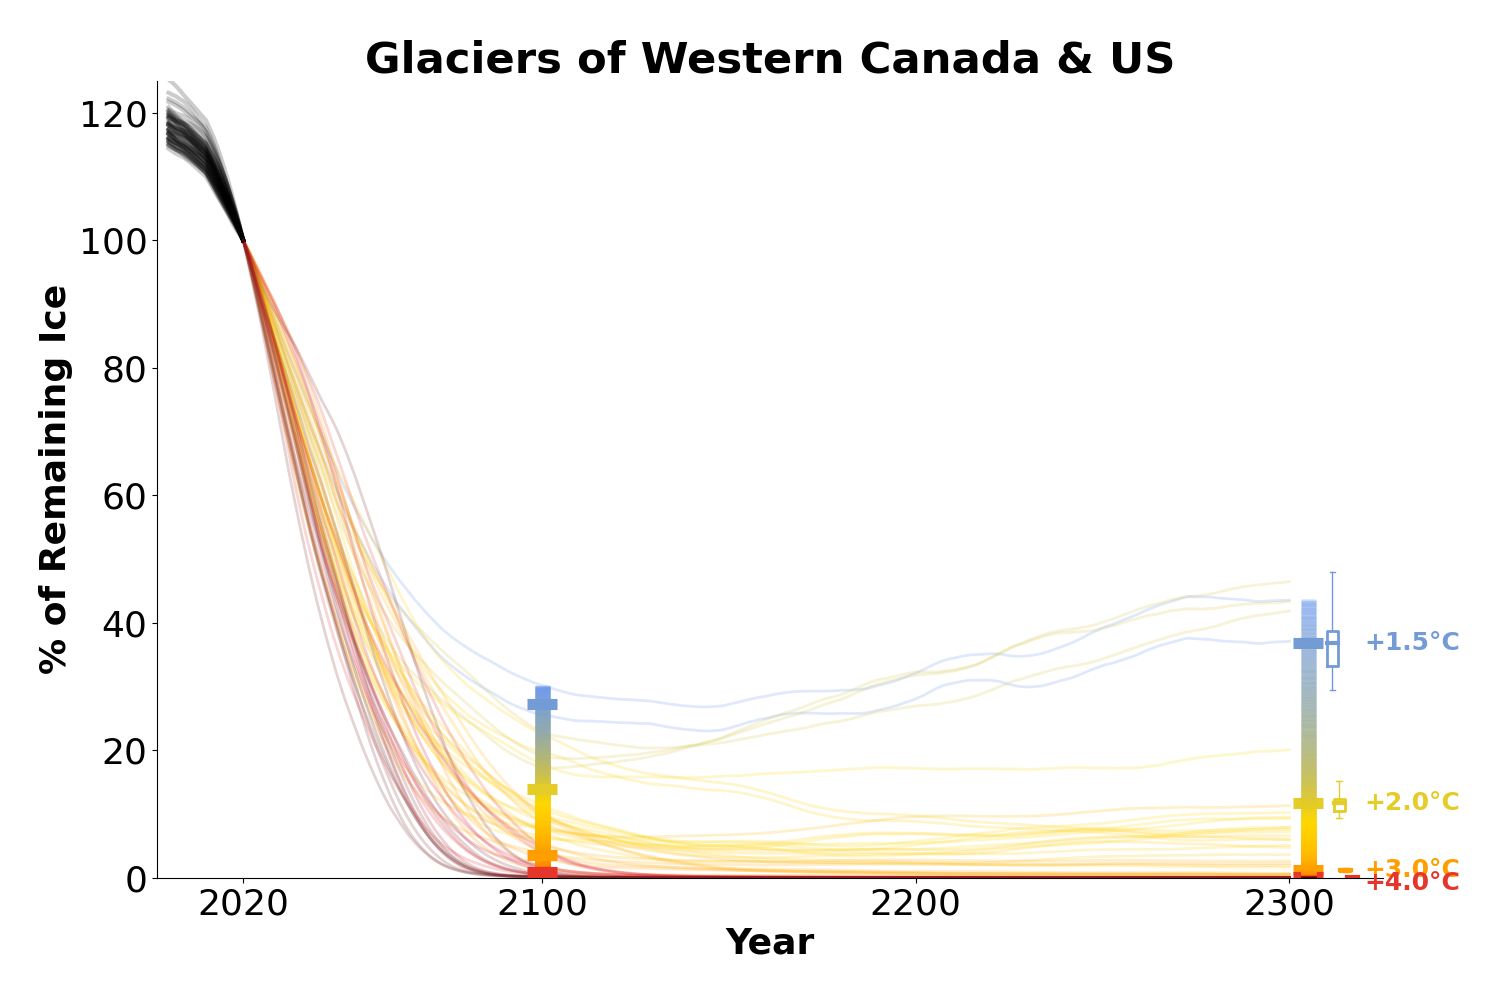 Glaciers of Western Canada & US
% of Remaining Ice
120
100
80
60
40
20
0
+1.5°C
+2.0°C
+3.0°C
+4.0°C
2020
2100
2200
2300
Year